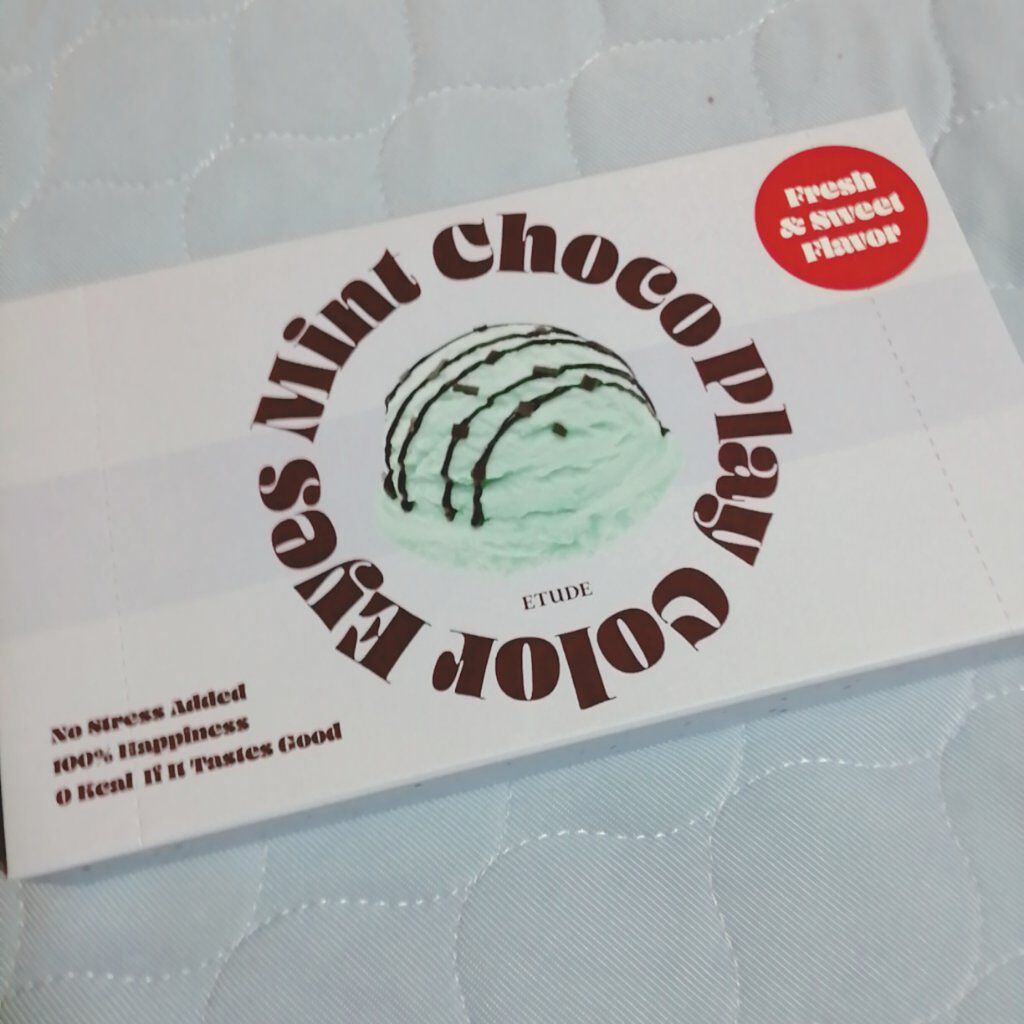 Fresh
& Sweet
Flavor
Mint Choco Play Color Eyes
ETUDE
No Stress Added
100% Happiness
0 Kcal If It Tastes Good